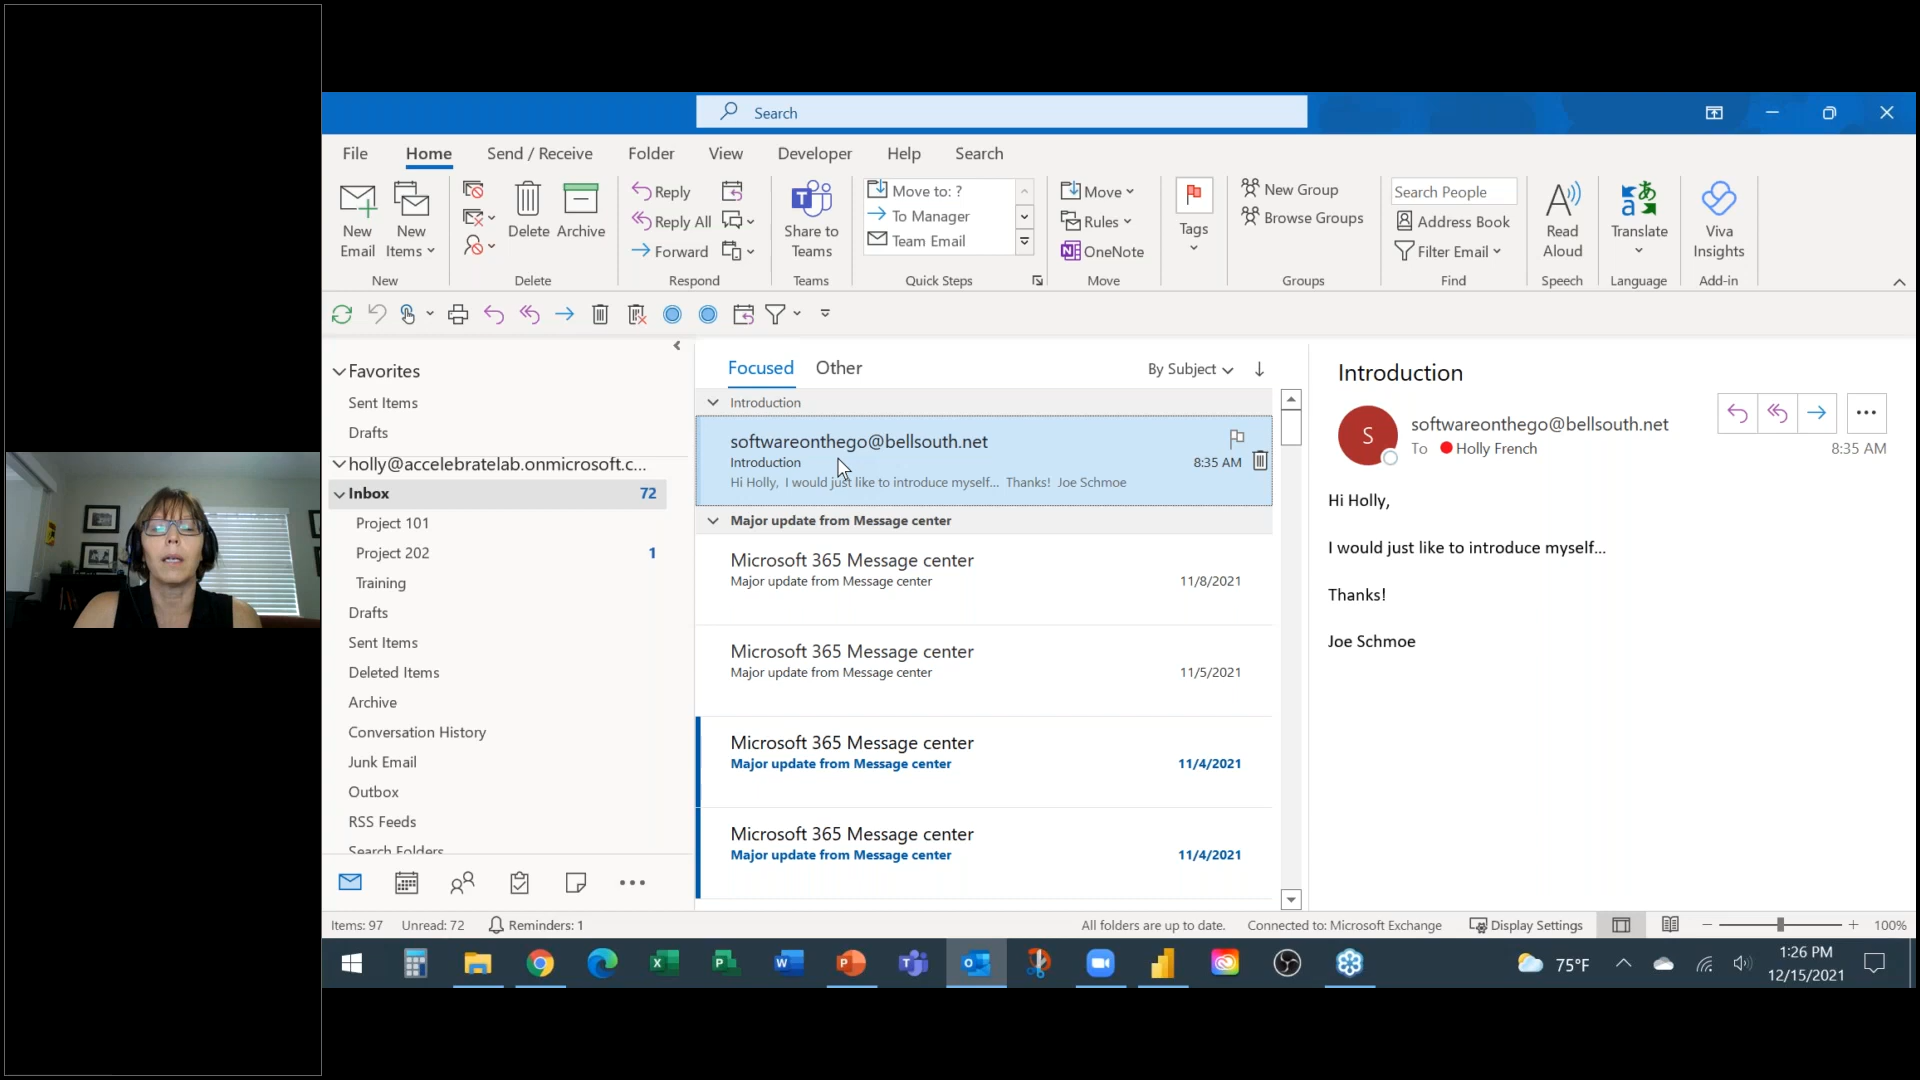 Search
File Home Send / Receive Folder View Developer Help Search
New Email
New Items
Delete
Archive
Reply
Reply All
Forward
Share to Teams
Move to: ?
To Manager
Team Email
Move
Rules
OneNote
Tags
New Group
Browse Groups
Search People
Address Book
Filter Email
Read Aloud
Translate
Viva Insights
New Delete Respond Teams Quick Steps Move Groups Find Speech Language Add-in
Favorites
Sent Items
Drafts
holly@accelebratelab.onmicrosoft.c...
Inbox 72
Project 101
Project 202 1
Training
Drafts
Sent Items
Deleted Items
Archive
Conversation History
Junk Email
Outbox
RSS Feeds
Search Folders
Focused Other By Subject
Introduction
softwareonthego@bellsouth.net
Introduction 8:35 AM
Hi Holly, I would just like to introduce myself... Thanks! Joe Schmoe
Major update from Message center
Microsoft 365 Message center
Major update from Message center 11/8/2021
Microsoft 365 Message center
Major update from Message center 11/5/2021
Microsoft 365 Message center
Major update from Message center 11/4/2021
Microsoft 365 Message center
Major update from Message center 11/4/2021
Introduction
S
softwareonthego@bellsouth.net
To Holly French 8:35 AM
Hi Holly,
I would just like to introduce myself...
Thanks!
Joe Schmoe
Items: 97 Unread: 72 Reminders: 1 All folders are up to date. Connected to: Microsoft Exchange Display Settings 100%
75°F
1:26 PM
12/15/2021